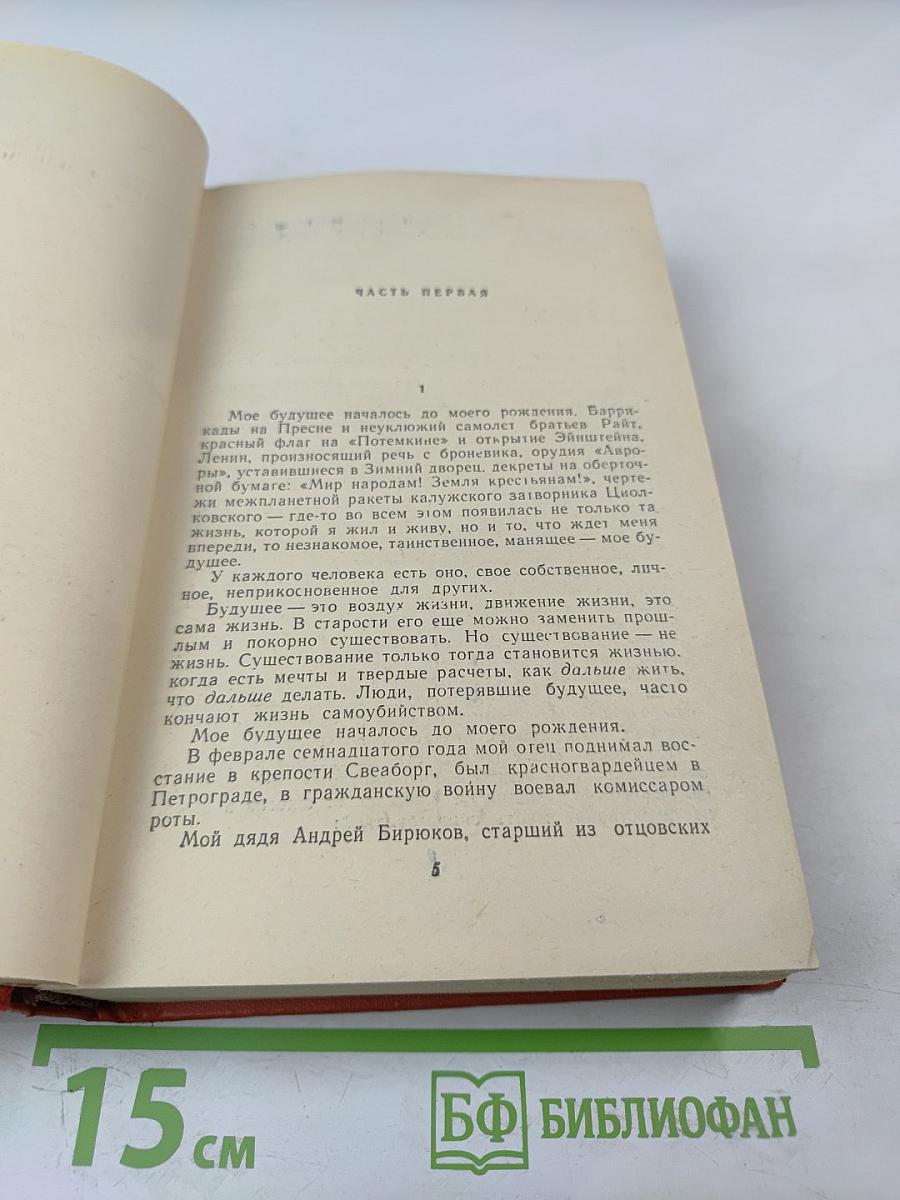 ЧАСТЬ ПЕРВАЯ
1
Мое будущее началось до моего рождения. Барри-
кады на Пресне и неуклюжий самолет братьев Райт,
красный флаг на «Потемкине» и открытие Эйнштейна,
Ленин, произносящий речь с броневика, орудия «Авро-
ры», уставившиеся в Зимний дворец, декреты на оберточ-
ной бумаге: «Мир народам! Земля крестьянам!», черте-
жи межпланетной ракеты калужского затворника Циол-
ковского — где-то во всем этом появилась не только та
жизнь, которой я жил и живу, но и то, что ждет меня
впереди, то незнакомое, таинственное, манящее — мое бу-
дущее.
У каждого человека есть оно, свое собственное, лич-
ное, неприкосновенное для других.
Будущее — это воздух жизни, движение жизни, это
сама жизнь. В старости его еще можно заменить прош-
лым и покорно существовать. Но существование — не
жизнь. Существование только тогда становится жизнью,
когда есть мечты и твердые расчеты, как дальше жить,
что дальше делать. Люди, потерявшие будущее, часто
кончают жизнь самоубийством.
Мое будущее началось до моего рождения.
В феврале семнадцатого года мой отец поднимал вос-
стание в крепости Свеаборг, был красногвардейцем в
Петрограде, в гражданскую войну воевал комиссаром
роты.
Мой дядя Андрей Бирюков, старший из отцовских
5
15 см
БФ БИБЛИОФАН